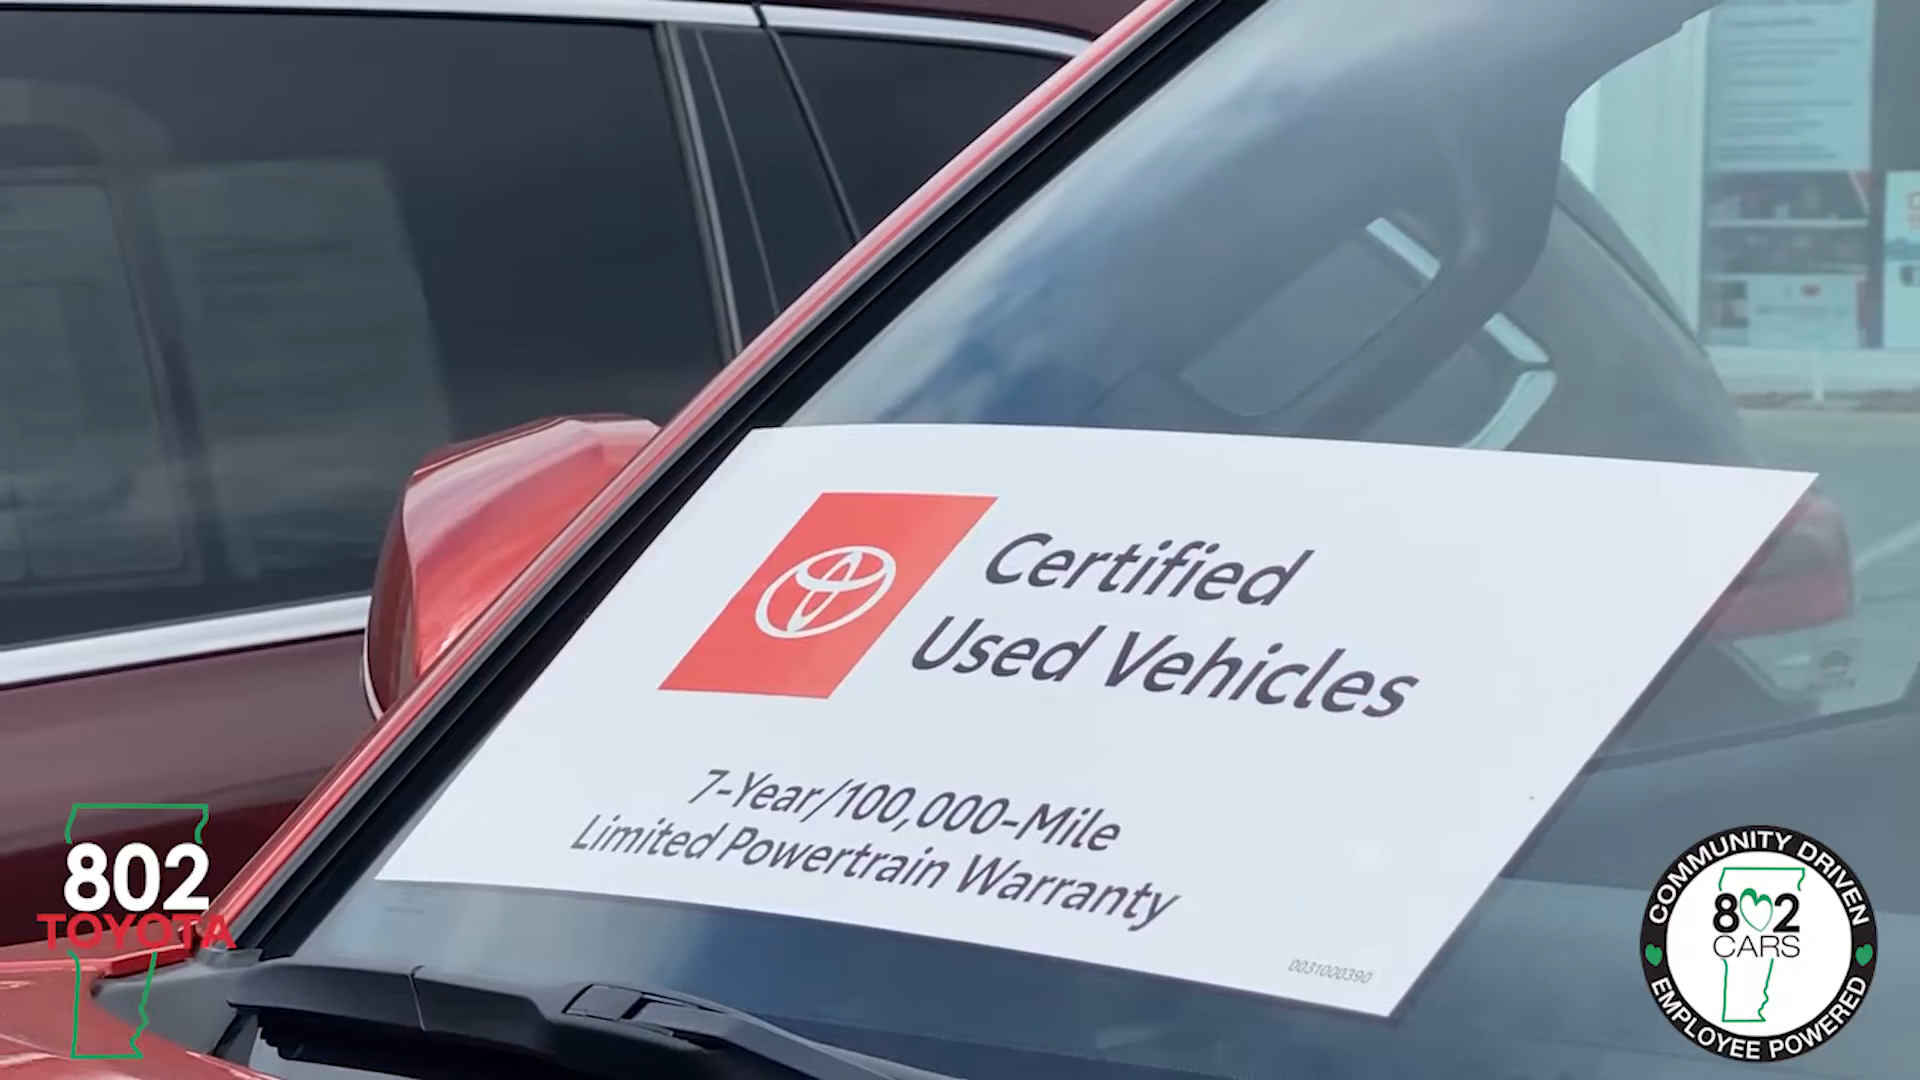 Certified
Used Vehicles
7-Year/100,000-Mile
Limited Powertrain Warranty
0031000390
802
TOYOTA
COMMUNITY DRIVEN
802
CARS
EMPLOYEE POWERED